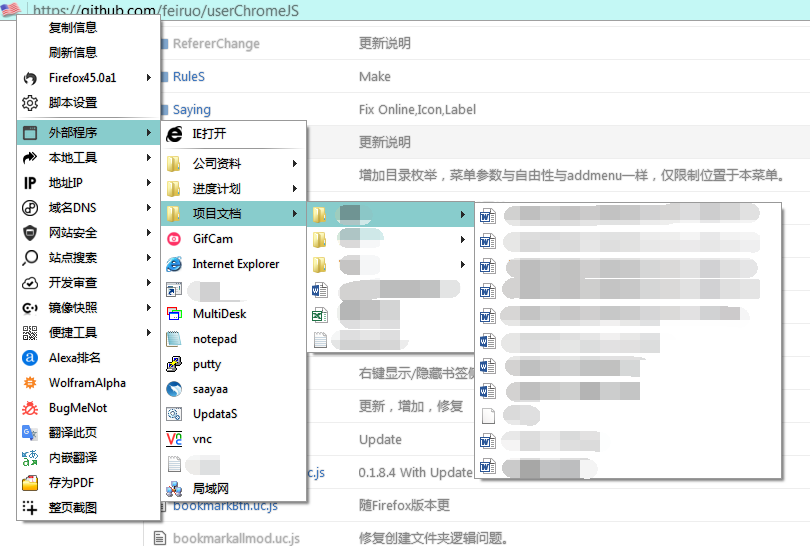 https://github.com/feiruo/userChromeJS
复制信息
刷新信息
Firefox45.0a1
脚本设置
外部程序
本地工具
地址IP
域名DNS
网站安全
站点搜索
开发审查
镜像快照
便捷工具
Alexa排名
WolframAlpha
BugMeNot
翻译此页
内嵌翻译
存为PDF
整页截图
IE打开
公司资料
进度计划
项目文档
GifCam
Internet Explorer
MultiDesk
notepad
putty
saayaa
UpdataS
vnc
局域网
RefererChange 更新说明
RuleS Make
Saying Fix Online,Icon,Label
更新说明
增加目录枚举，菜单参数与自由性与addmenu一样，仅限制位于本菜单。
右键显示/隐藏书签
更新，增加，修复
Update
c.js 0.1.8.4 With Update
bookmarkBtn.uc.js 随Firefox版本更
bookmarkallmod.uc.js 修复创建文件夹逻辑问题。